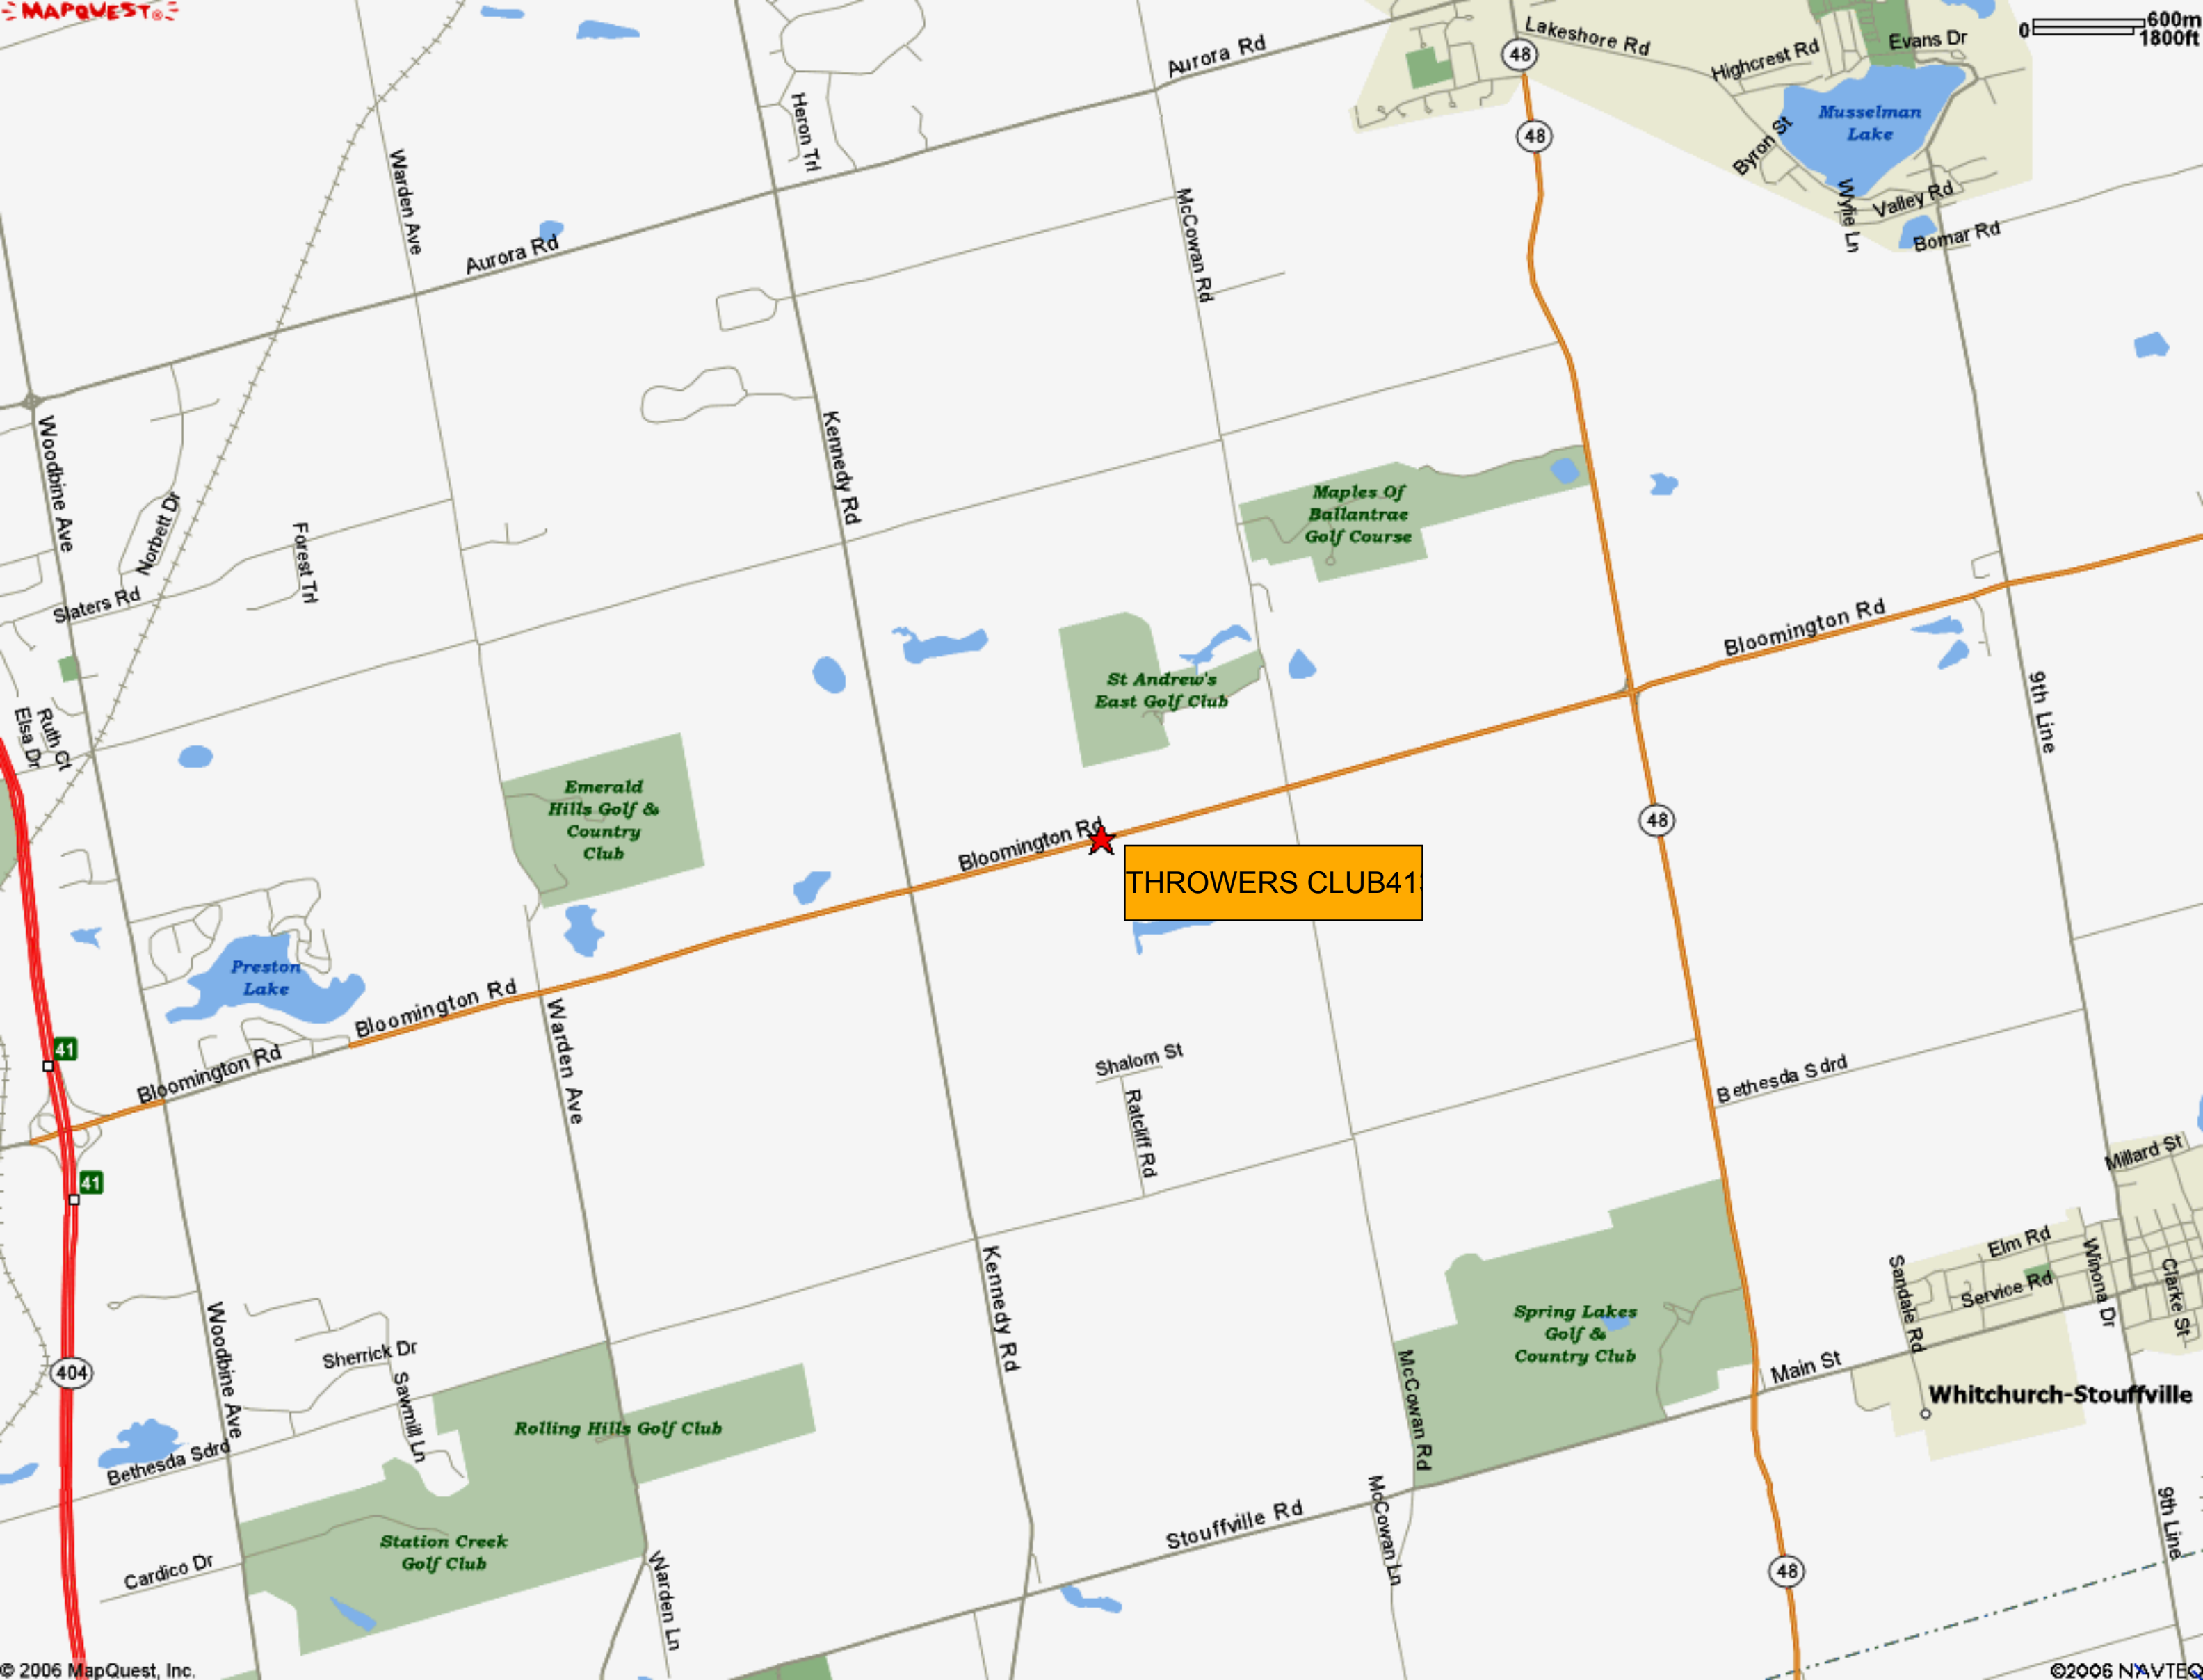 MAPQUEST
600m
0
1800ft
Lakeshore Rd
48
Aurora Rd
Highcrest Rd
Evans Dr
Heron Trl
48
Musselman
Lake
Byron St
Warden Ave
McCowan Rd
Wylie Ln
Valley Rd
Bomar Rd
Aurora Rd
Woodbine Ave
Kennedy Rd
Norbett Dr
Forest Trl
Maples Of
Ballantrae
Golf Course
Slaters Rd
Bloomington Rd
Elsa Dr
Ruth Ct
St Andrew's
East Golf Club
9th Line
Emerald
Hills Golf &
Country
Club
Bloomington Rd
48
THROWERS CLUB413
Preston
Lake
Bloomington Rd
Warden Ave
41
Bloomington Rd
Shalom St
Ratcliff Rd
Bethesda Sdrd
41
Millard St
Kennedy Rd
Elm Rd
Winona Dr
Sandale Rd
Service Rd
Clarke St
Woodbine Ave
Sherrick Dr
Spring Lakes
Golf &
Country Club
404
Sawmill Ln
McCowan Rd
Main St
Whitchurch-Stouffville
Rolling Hills Golf Club
Bethesda Sdrd
Stouffville Rd
McCowan Ln
9th Line
Station Creek
Golf Club
Cardico Dr
Warden Ln
48
© 2006 MapQuest, Inc.
©2006 NAVTEQ